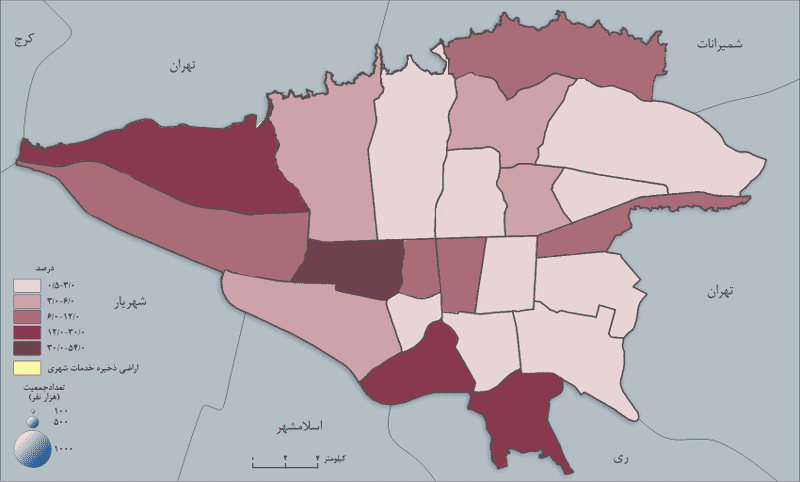 کرج
تهران
شمیرانات
تهران
شهریار
اسلامشهر
ری
درصد
۰/۵-۳/۰
۳/۰-۶/۰
۶/۰-۱۲/۰
۱۲/۰-۳۰/۰
۳۰/۰-۵۴/۰
اراضی ذخیره خدمات شهری
تعدادجمعیت
(هزار نفر)
۱۰۰
۵۰۰
۱۰۰۰
۰ ۲ ۴ کیلومتر